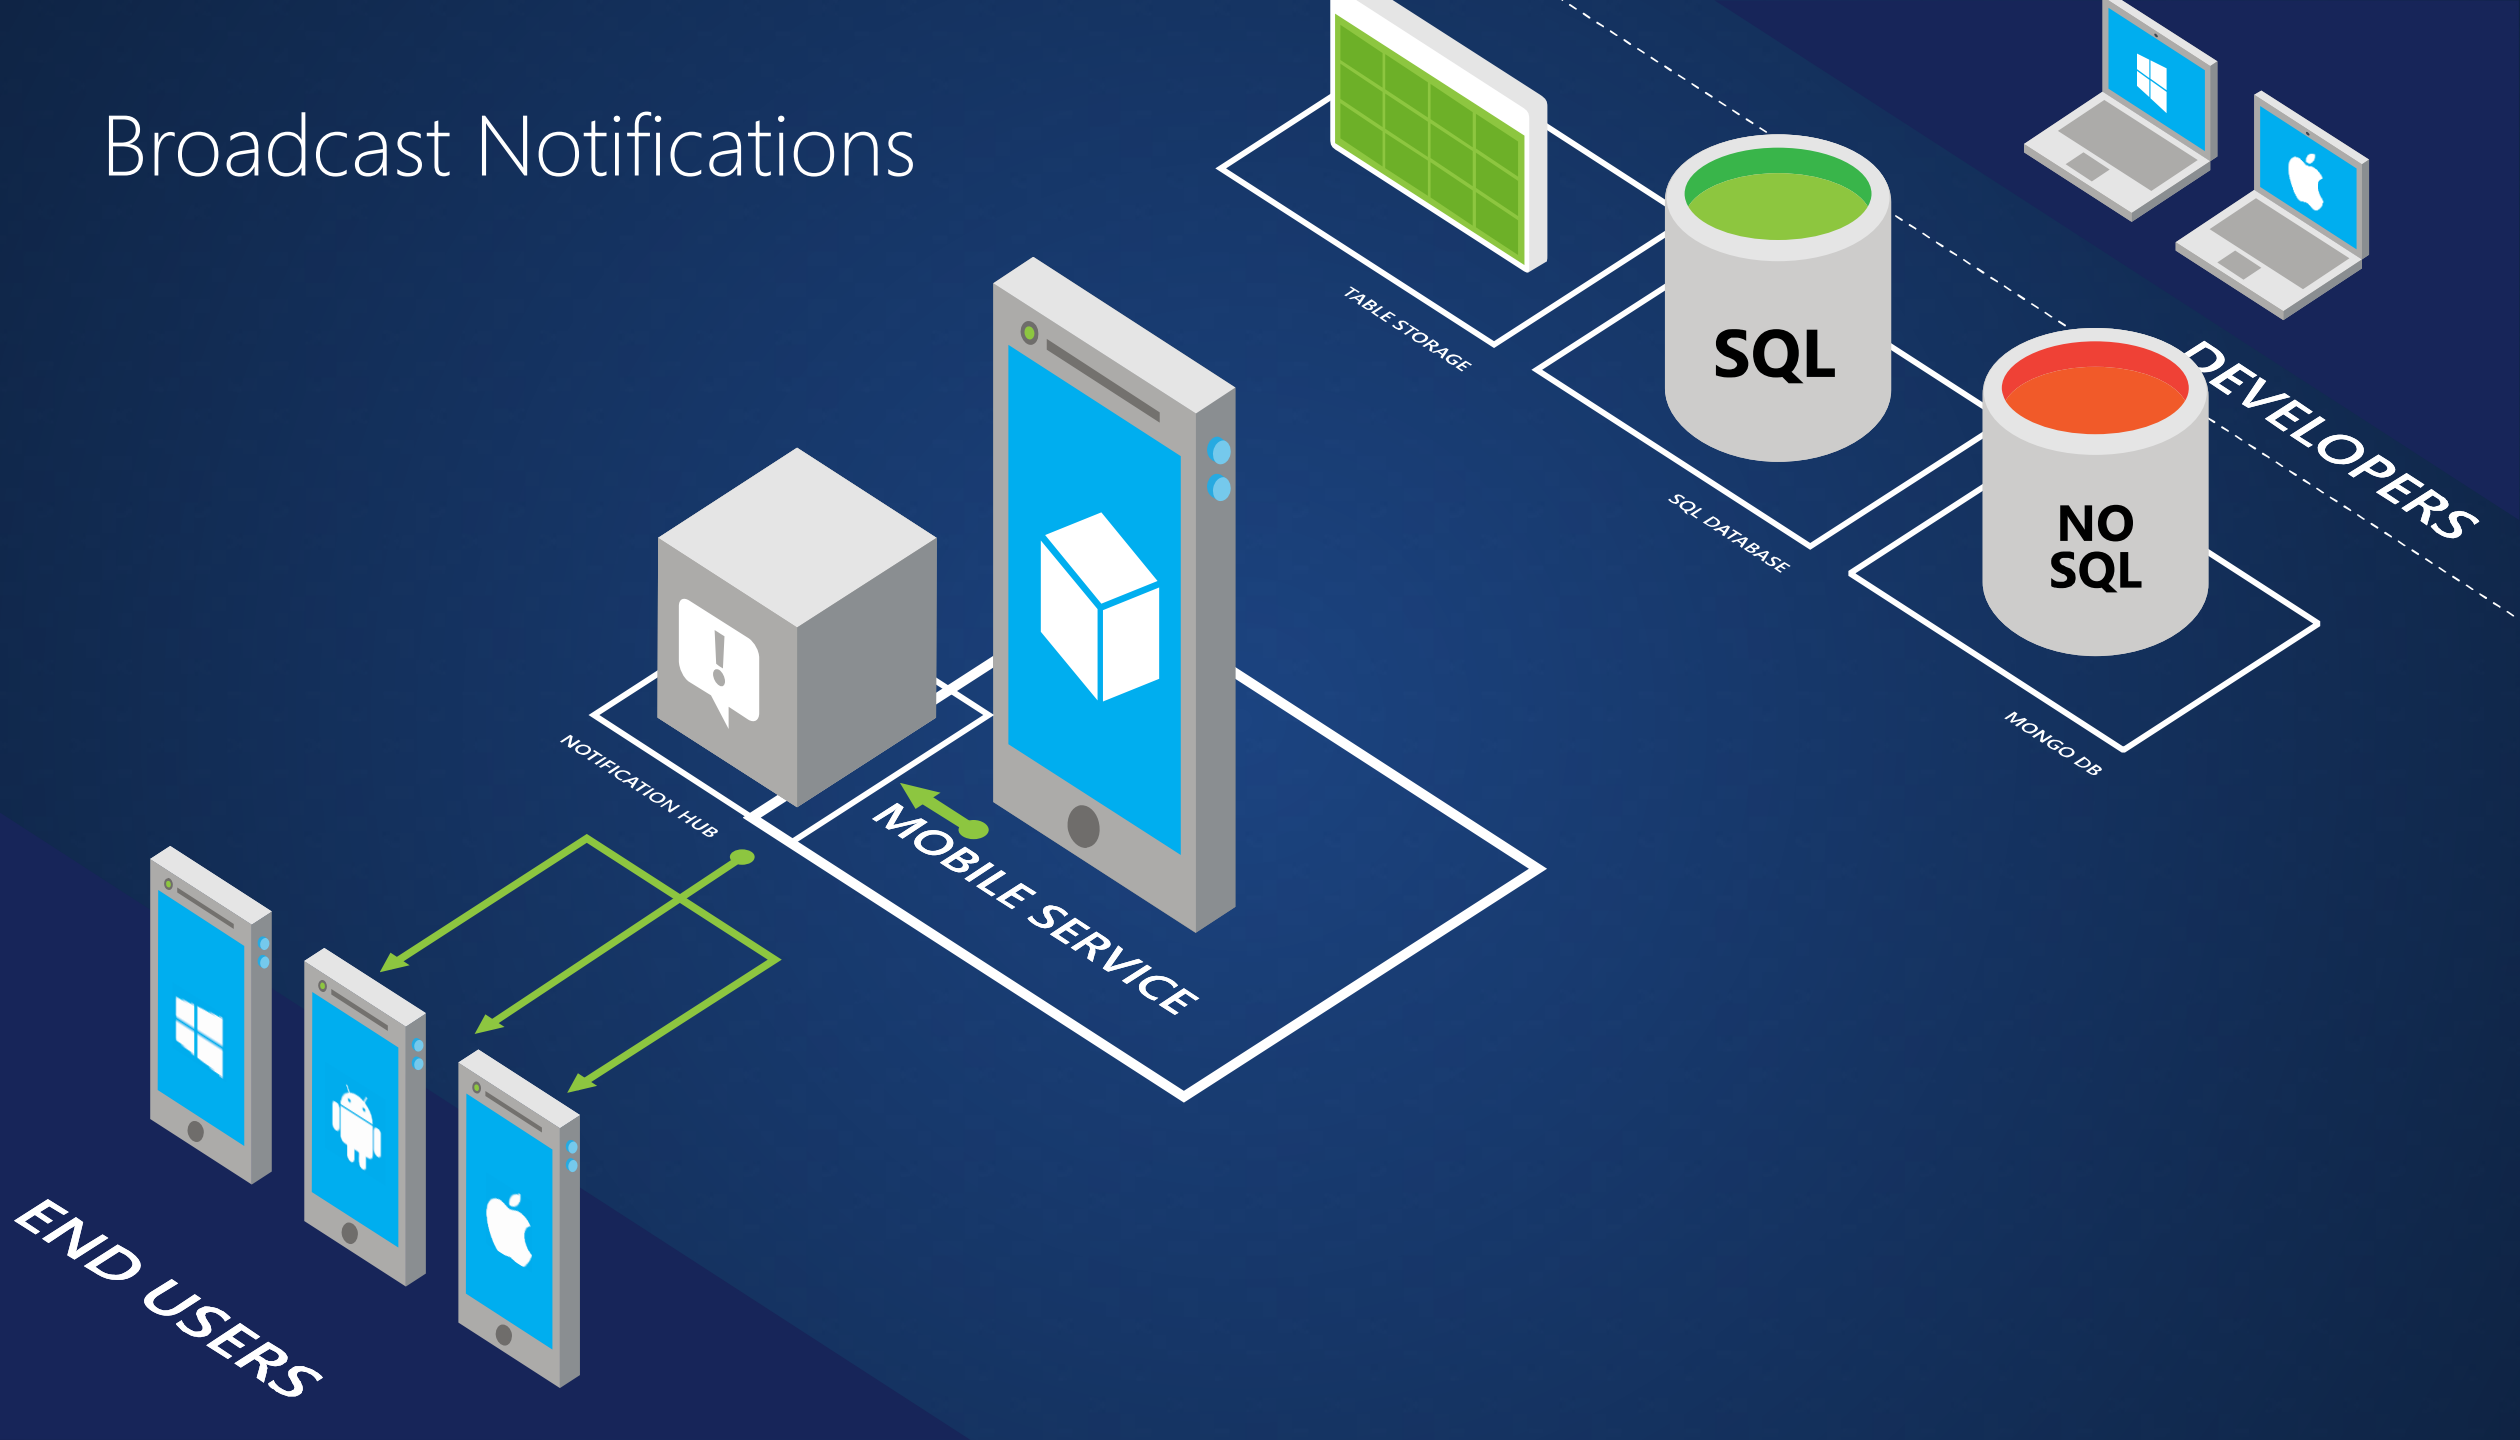 Broadcast Notifications
TABLE STORAGE
SQL
SQL DATABASE
NO
SQL
MONGO DB
DEVELOPERS
NOTIFICATION HUB
MOBILE SERVICE
END USERS